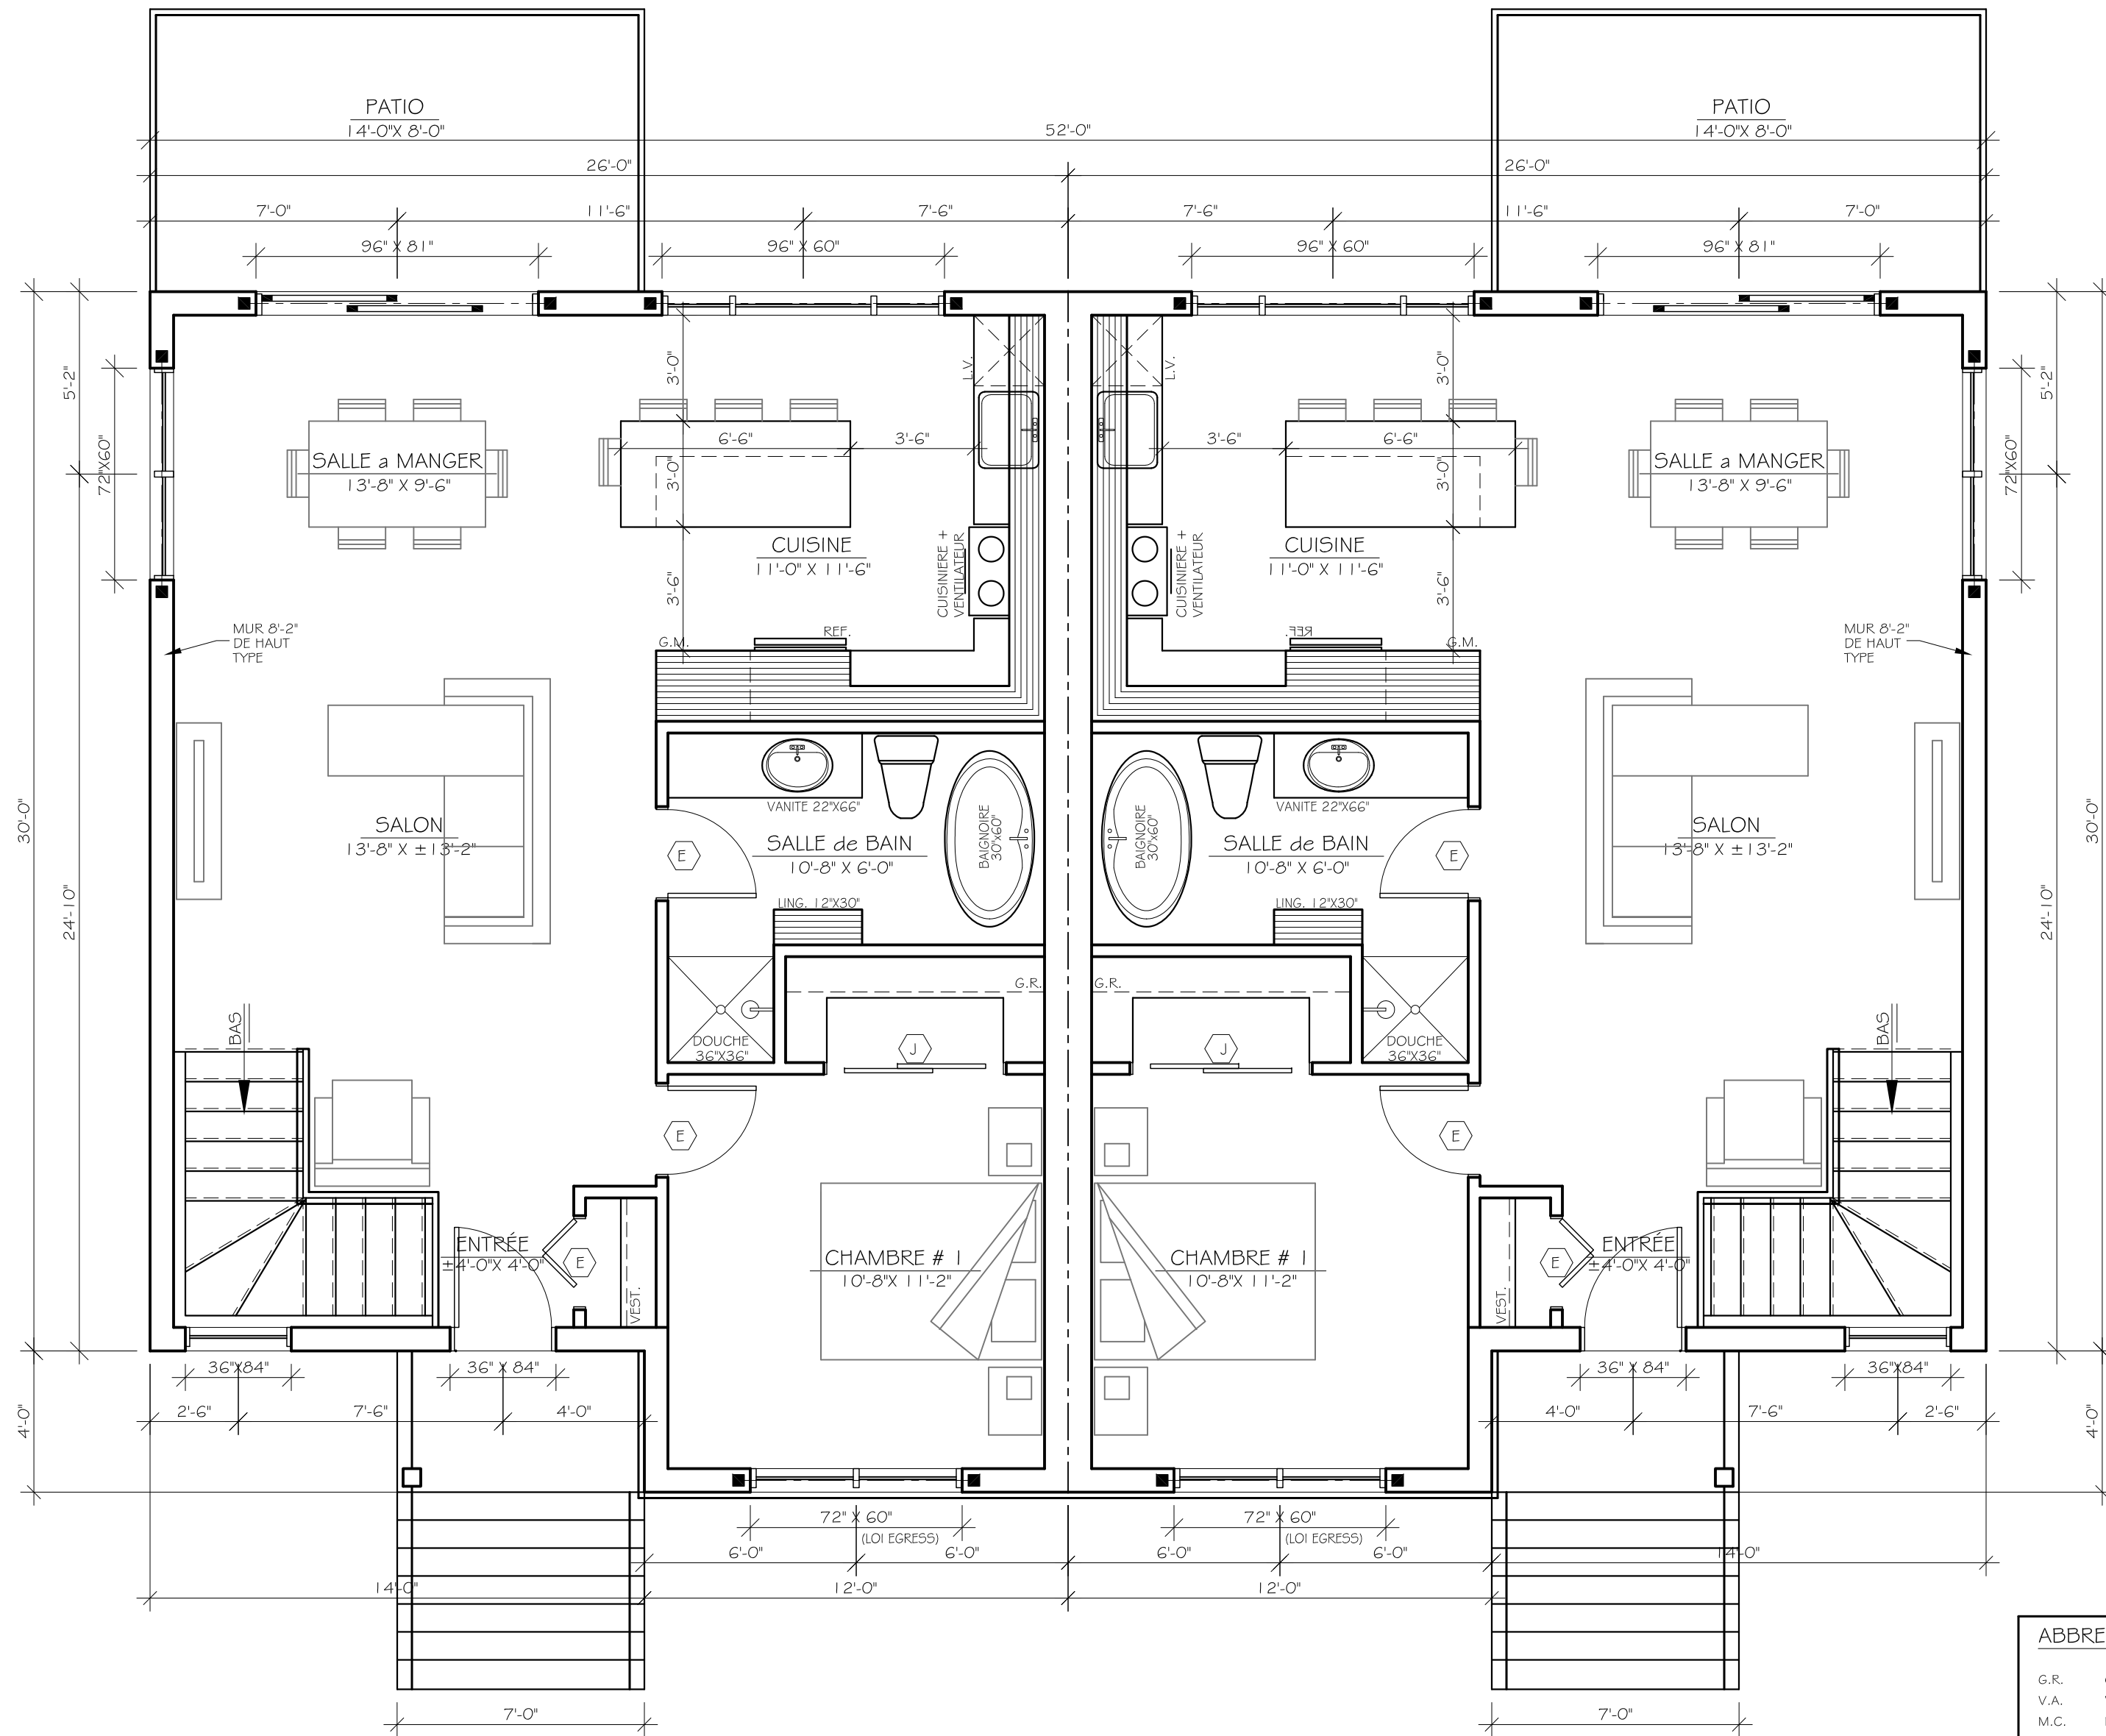 PATIO
14'-0"X 8'-0"
PATIO
14'-0"X 8'-0"
52'-0"
26'-0"
26'-0"
7'-0"
11'-6"
7'-6"
7'-6"
11'-6"
7'-0"
96" X 81"
96" X 60"
96" X 60"
96" X 81"
5'-2"
72"X60"
3'-0"
L.V.
L.V.
3'-0"
72"X60"
5'-2"
SALLE a MANGER
13'-8" X 9'-6"
6'-6"
3'-6"
3'-0"
3'-6"
6'-6"
3'-0"
SALLE a MANGER
13'-8" X 9'-6"
CUISINE
11'-0" X 11'-6"
CUISINIERE +
VENTILATEUR
CUISINIERE +
VENTILATEUR
CUISINE
11'-0" X 11'-6"
3'-6"
3'-6"
MUR 8'-2"
DE HAUT
TYPE
G.M.
REF.
REF.
G.M.
MUR 8'-2"
DE HAUT
TYPE
30'-0"
24'-10"
SALON
13'-8" X ±13'-2"
VANITE 22"X66"
SALLE de BAIN
10'-8" X 6'-0"
BAIGNOIRE
30"x60"
BAIGNOIRE
30"x60"
VANITE 22"X66"
SALLE de BAIN
10'-8" X 6'-0"
SALON
13'-8" X ±13'-2"
24'-10"
30'-0"
E
E
LING. 12"X30"
LING. 12"X30"
G.R.
G.R.
BAS
DOUCHE
36"X36"
J
J
DOUCHE
36"X36"
BAS
E
E
ENTRÉE
±4'-0"X 4'-0"
E
VEST.
CHAMBRE # 1
10'-8"X 11'-2"
CHAMBRE # 1
10'-8"X 11'-2"
VEST.
E
ENTRÉE
±4'-0"X 4'-0"
36"X84"
36" X 84"
36" X 84"
36"X84"
4'-0"
2'-6"
7'-6"
4'-0"
4'-0"
7'-6"
2'-6"
4'-0"
72" X 60"
(LOI EGRESS)
72" X 60"
(LOI EGRESS)
6'-0"
6'-0"
6'-0"
6'-0"
14'-0"
14'-0"
12'-0"
12'-0"
7'-0"
7'-0"
ABBRE
G.R.
V.A.
M.C.